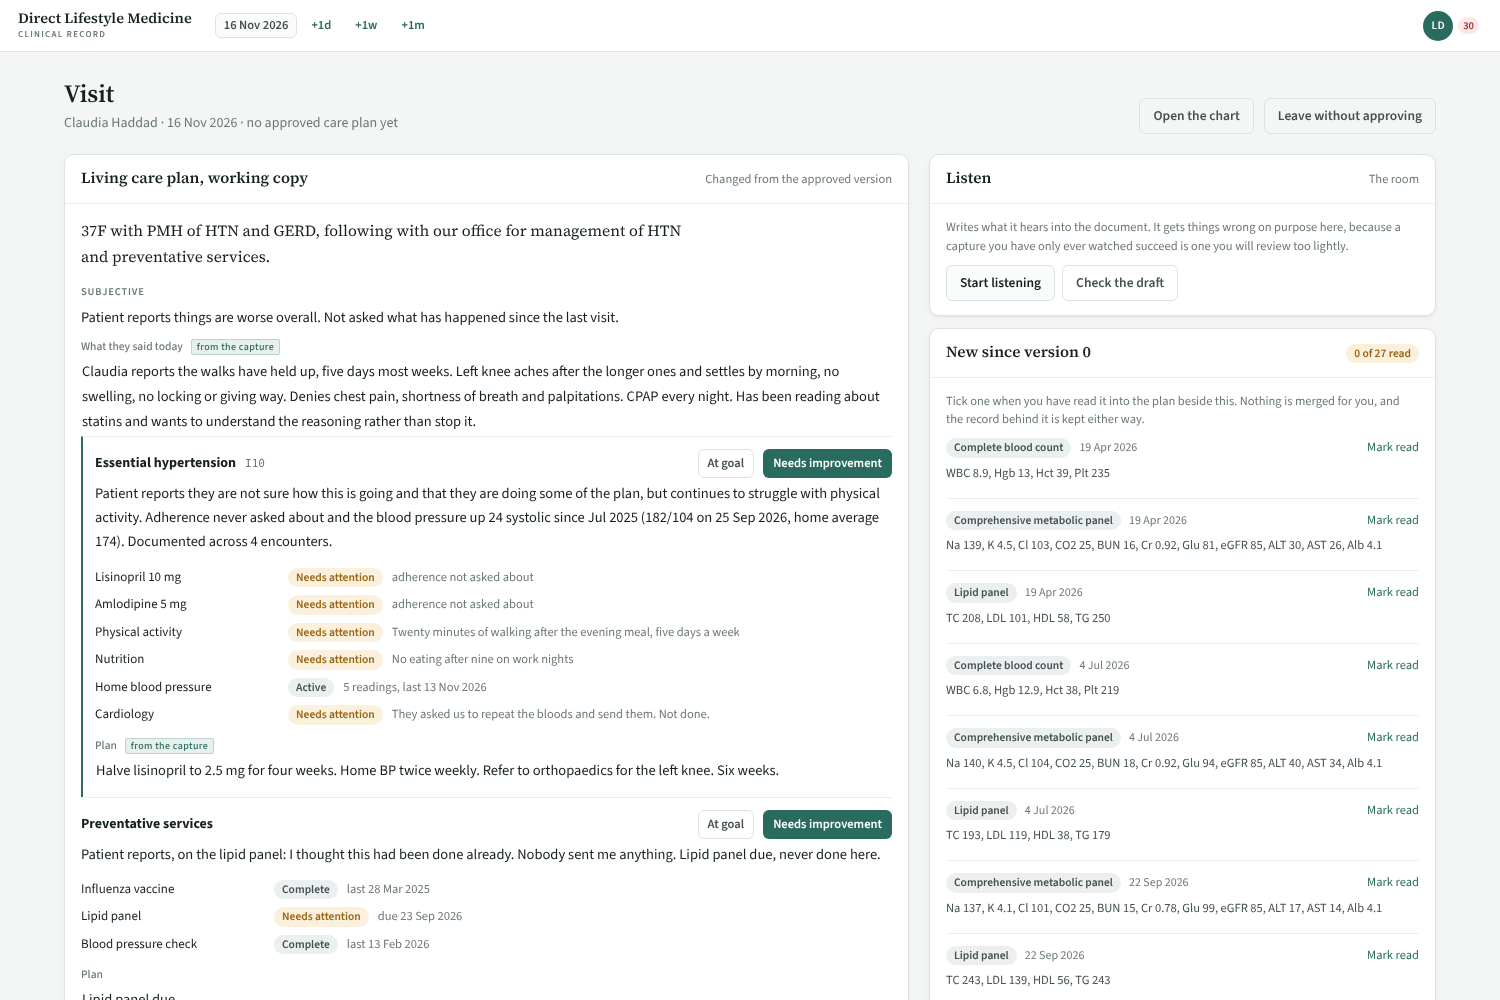 Direct Lifestyle Medicine
CLINICAL RECORD
16 Nov 2026
+1d
+1w
+1m
LD
30
Visit
Claudia Haddad · 16 Nov 2026 · no approved care plan yet
Open the chart
Leave without approving
Living care plan, working copy
Changed from the approved version
37F with PMH of HTN and GERD, following with our office for management of HTN
and preventative services.
SUBJECTIVE
Patient reports things are worse overall. Not asked what has happened since the last visit.
What they said today from the capture
Claudia reports the walks have held up, five days most weeks. Left knee aches after the longer ones and settles by morning, no
swelling, no locking or giving way. Denies chest pain, shortness of breath and palpitations. CPAP every night. Has been reading about
statins and wants to understand the reasoning rather than stop it.
Essential hypertension I10
At goal
Needs improvement
Patient reports they are not sure how this is going and that they are doing some of the plan, but continues to struggle with physical
activity. Adherence never asked about and the blood pressure up 24 systolic since Jul 2025 (182/104 on 25 Sep 2026, home average
174). Documented across 4 encounters.
Lisinopril 10 mg Needs attention adherence not asked about
Amlodipine 5 mg Needs attention adherence not asked about
Physical activity Needs attention Twenty minutes of walking after the evening meal, five days a week
Nutrition Needs attention No eating after nine on work nights
Home blood pressure Active 5 readings, last 13 Nov 2026
Cardiology Needs attention They asked us to repeat the bloods and send them. Not done.
Plan from the capture
Halve lisinopril to 2.5 mg for four weeks. Home BP twice weekly. Refer to orthopaedics for the left knee. Six weeks.
Preventative services
At goal
Needs improvement
Patient reports, on the lipid panel: I thought this had been done already. Nobody sent me anything. Lipid panel due, never done here.
Influenza vaccine Complete last 28 Mar 2025
Lipid panel Needs attention due 23 Sep 2026
Blood pressure check Complete last 13 Feb 2026
Plan
Lipid panel due
Listen
The room
Writes what it hears into the document. It gets things wrong on purpose here, because a
capture you have only ever watched succeed is one you will review too lightly.
Start listening
Check the draft
New since version 0
0 of 27 read
Tick one when you have read it into the plan beside this. Nothing is merged for you, and
the record behind it is kept either way.
Complete blood count 19 Apr 2026 Mark read
WBC 8.9, Hgb 13, Hct 39, Plt 235
Comprehensive metabolic panel 19 Apr 2026 Mark read
Na 139, K 4.5, Cl 103, CO2 25, BUN 16, Cr 0.92, Glu 81, eGFR 85, ALT 30, AST 26, Alb 4.1
Lipid panel 19 Apr 2026 Mark read
TC 208, LDL 101, HDL 58, TG 250
Complete blood count 4 Jul 2026 Mark read
WBC 6.8, Hgb 12.9, Hct 38, Plt 219
Comprehensive metabolic panel 4 Jul 2026 Mark read
Na 140, K 4.5, Cl 104, CO2 25, BUN 18, Cr 0.92, Glu 94, eGFR 85, ALT 40, AST 34, Alb 4.1
Lipid panel 4 Jul 2026 Mark read
TC 193, LDL 119, HDL 38, TG 179
Comprehensive metabolic panel 22 Sep 2026 Mark read
Na 137, K 4.1, Cl 101, CO2 25, BUN 15, Cr 0.78, Glu 99, eGFR 85, ALT 17, AST 14, Alb 4.1
Lipid panel 22 Sep 2026 Mark read
TC 243, LDL 139, HDL 56, TG 243